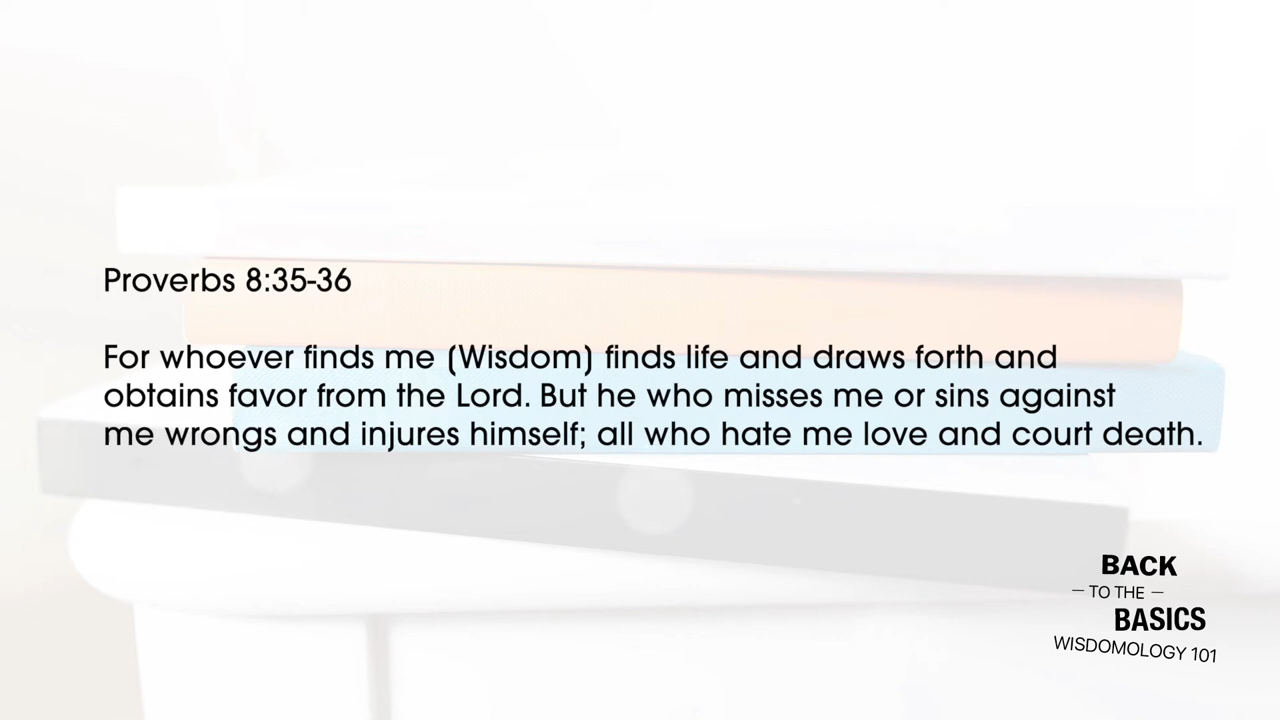 Proverbs 8:35-36
For whoever finds me (Wisdom) finds life and draws forth and
obtains favor from the Lord. But he who misses me or sins against
me wrongs and injures himself; all who hate me love and court death.
BACK
– TO THE –
BASICS
WISDOMOLOGY 101